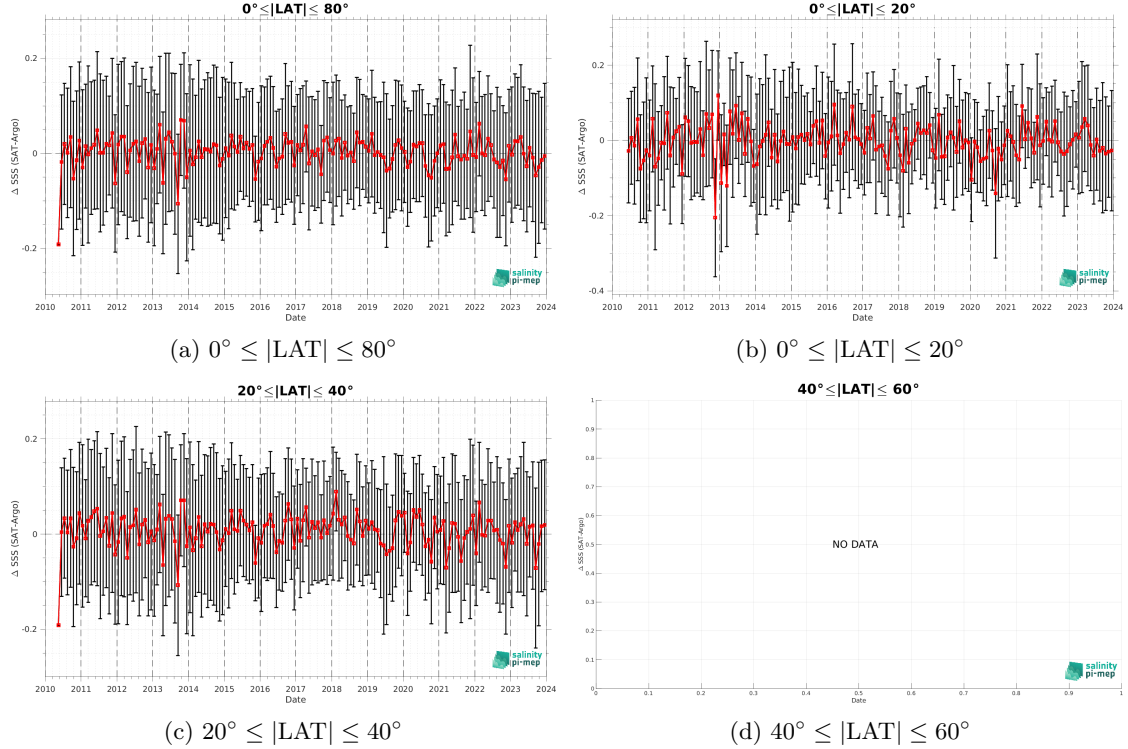 0°≤|LAT|≤ 80°
0.2
0
-0.2
Δ SSS (SAT-Argo)
2010 2011 2012 2013 2014 2015 2016 2017 2018 2019 2020 2021 2022 2023 2024
Date
salinity
pi-mep
(a) 0° ≤ |LAT| ≤ 80°
0°≤|LAT|≤ 20°
0.2
0
-0.2
-0.4
Δ SSS (SAT-Argo)
2010 2011 2012 2013 2014 2015 2016 2017 2018 2019 2020 2021 2022 2023 2024
Date
salinity
pi-mep
(b) 0° ≤ |LAT| ≤ 20°
20°≤|LAT|≤ 40°
0.2
0
-0.2
Δ SSS (SAT-Argo)
2010 2011 2012 2013 2014 2015 2016 2017 2018 2019 2020 2021 2022 2023 2024
Date
salinity
pi-mep
(c) 20° ≤ |LAT| ≤ 40°
40°≤|LAT|≤ 60°
1
0.9
0.8
0.7
0.6
0.5
0.4
0.3
0.2
0.1
0
Δ SSS (SAT-Argo)
NO DATA
0 0.1 0.2 0.3 0.4 0.5 0.6 0.7 0.8 0.9 1
Date
salinity
pi-mep
(d) 40° ≤ |LAT| ≤ 60°